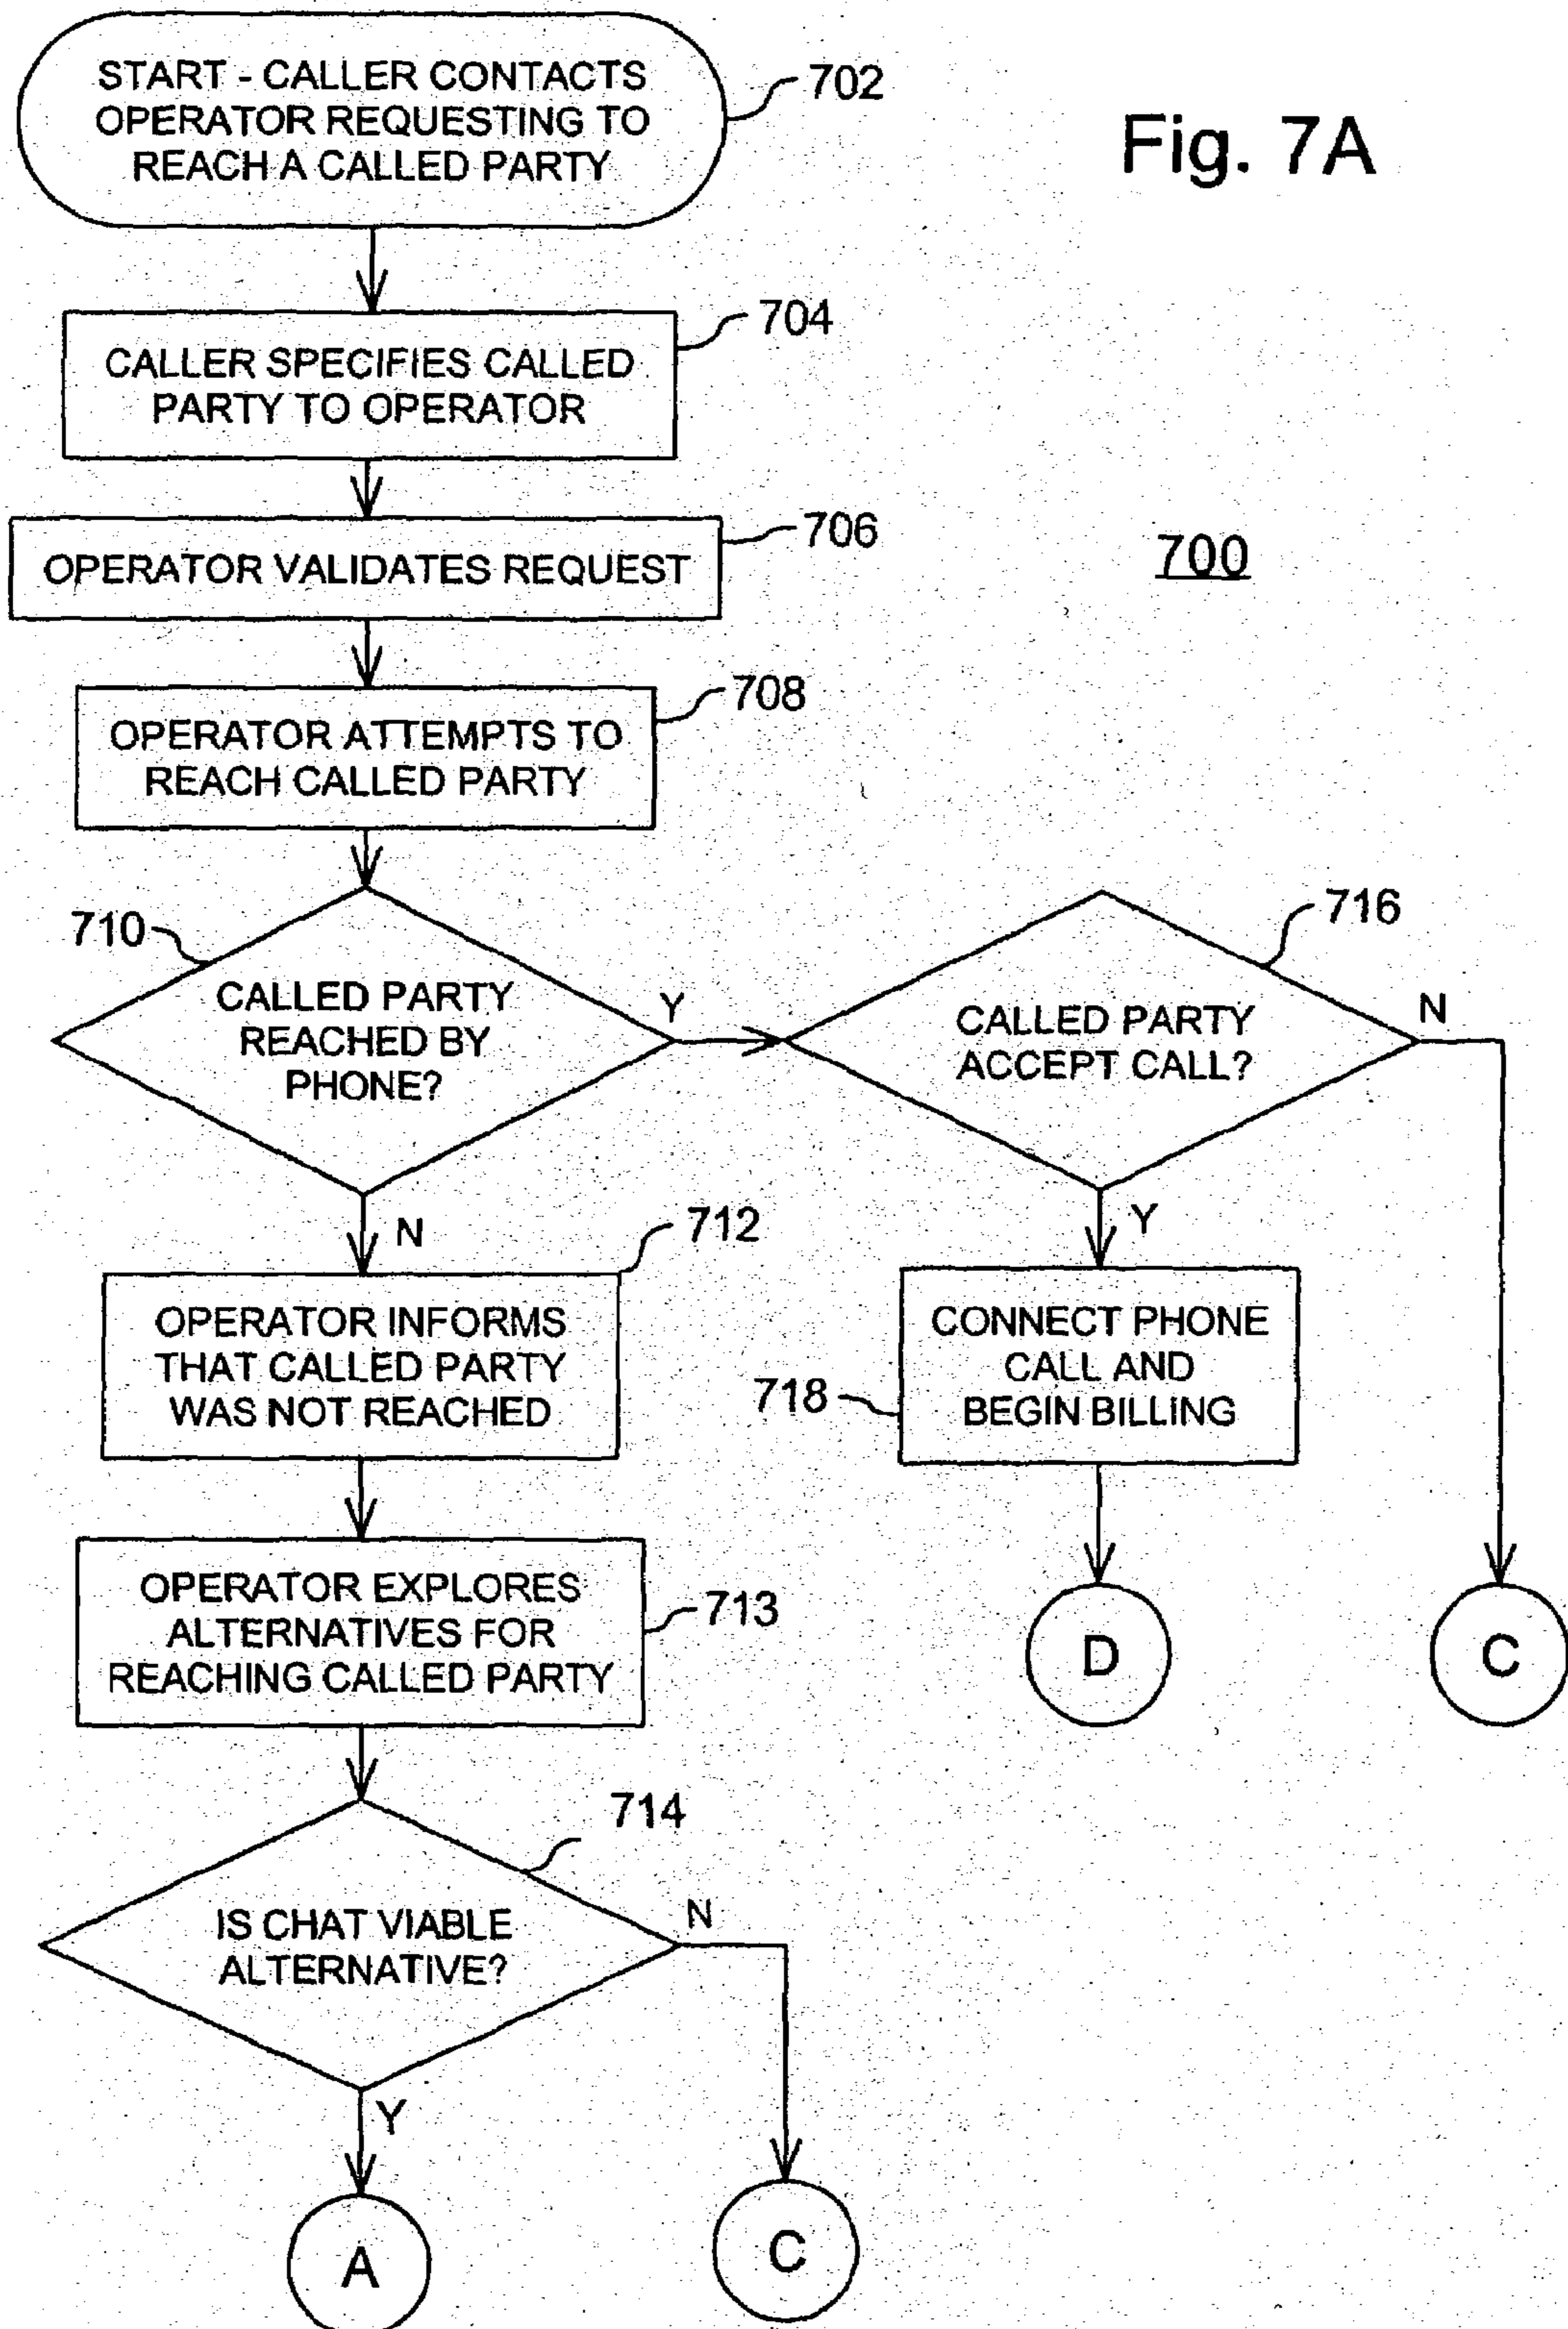 START - CALLER CONTACTS
OPERATOR REQUESTING TO
REACH A CALLED PARTY
702
Fig. 7A
704
CALLER SPECIFIES CALLED
PARTY TO OPERATOR
706
OPERATOR VALIDATES REQUEST
700
708
OPERATOR ATTEMPTS TO
REACH CALLED PARTY
710
CALLED PARTY
REACHED BY
PHONE?
Y
716
CALLED PARTY
ACCEPT CALL?
N
N
712
OPERATOR INFORMS
THAT CALLED PARTY
WAS NOT REACHED
Y
CONNECT PHONE
CALL AND
BEGIN BILLING
718
OPERATOR EXPLORES
ALTERNATIVES FOR
REACHING CALLED PARTY
713
D
C
714
IS CHAT VIABLE
ALTERNATIVE?
N
Y
A
C